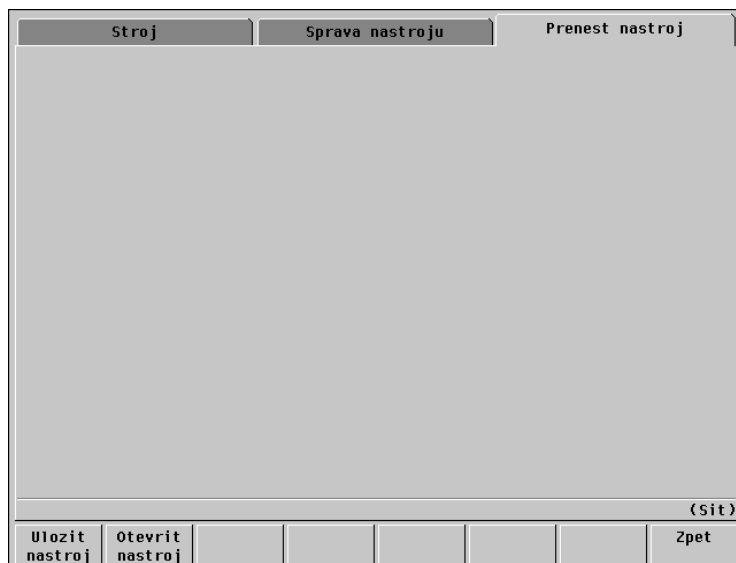 Stroj
Sprava nastroju
Prenest nastroj
(Sit)
Ulozit
nastroj
Otevrit
nastroj
Zpet